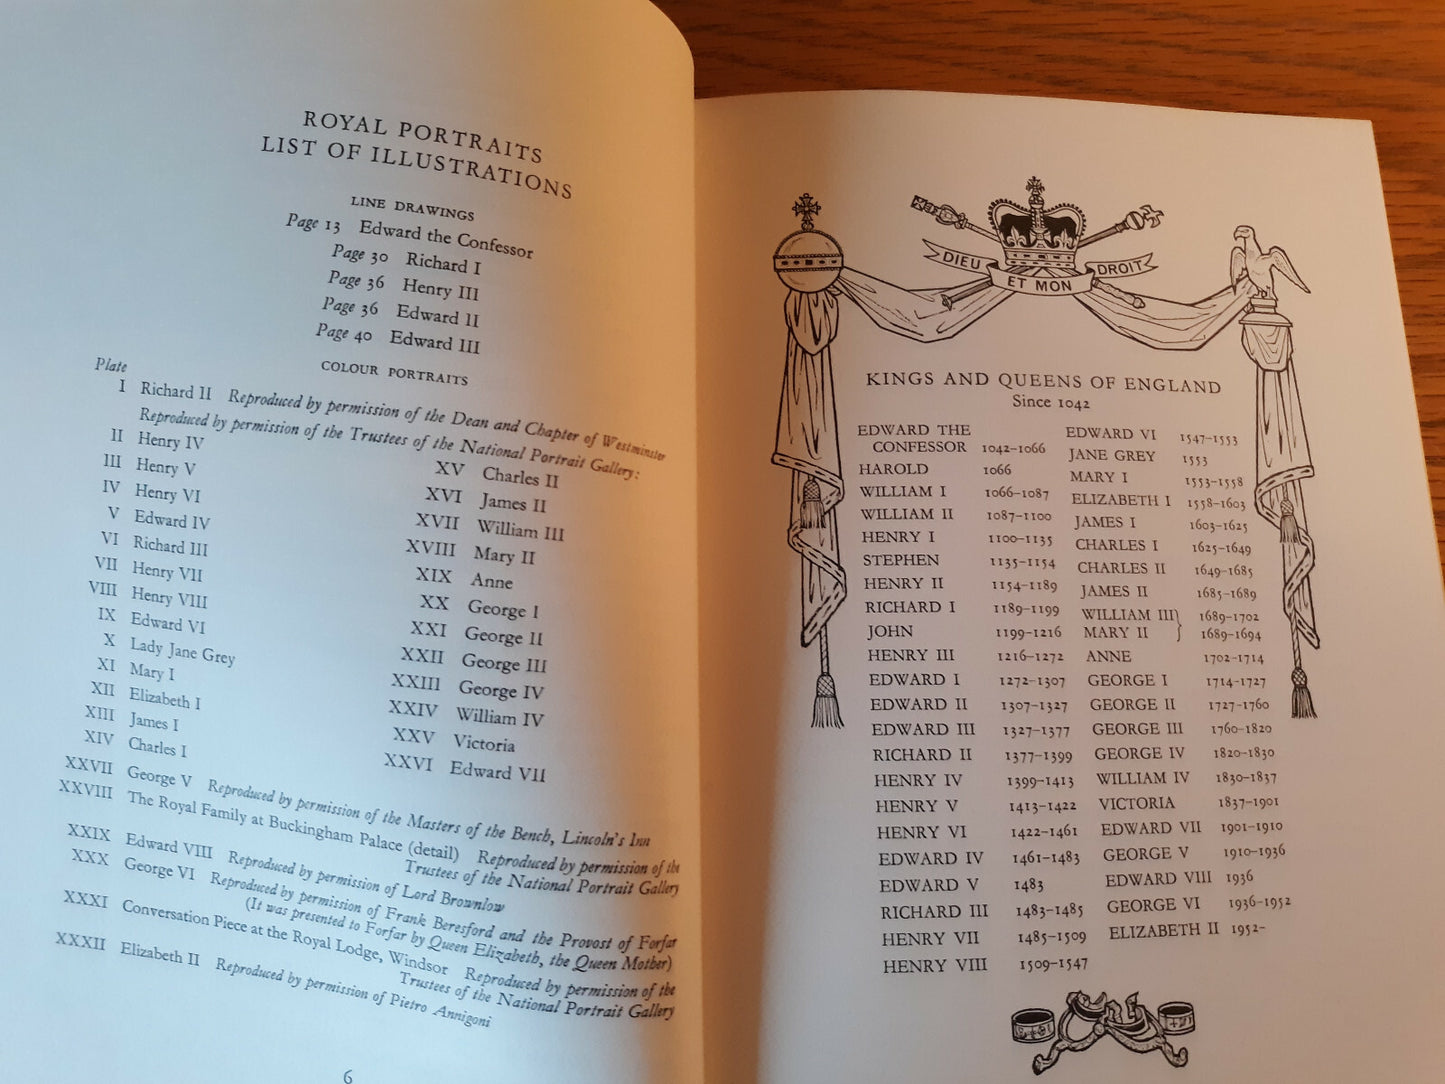 ROYAL PORTRAITS
LIST OF ILLUSTRATIONS
LINE DRAWINGS
Page 13 Edward the Confessor
Page 30 Richard I
Page 36 Henry III
Page 36 Edward II
Page 40 Edward III
COLOUR PORTRAITS
Plate
I Richard II Reproduced by permission of the Dean and Chapter of Westminster
Reproduced by permission of the Trustees of the National Portrait Gallery:
II Henry IV
III Henry V
IV Henry VI
V Edward IV
VI Richard III
VII Henry VII
VIII Henry VIII
IX Edward VI
X Lady Jane Grey
XI Mary I
XII Elizabeth I
XIII James I
XIV Charles I
XV Charles II
XVI James II
XVII William III
XVIII Mary II
XIX Anne
XX George I
XXI George II
XXII George III
XXIII George IV
XXIV William IV
XXV Victoria
XXVI Edward VII
XXVII George V Reproduced by permission of the Masters of the Bench, Lincoln's Inn
XXVIII The Royal Family at Buckingham Palace (detail) Reproduced by permission of the
Trustees of the National Portrait Gallery
XXIX Edward VIII Reproduced by permission of Lord Brownlow
XXX George VI Reproduced by permission of Frank Beresford and the Provost of Forfar
(It was presented to Forfar by Queen Elizabeth, the Queen Mother)
XXXI Conversation Piece at the Royal Lodge, Windsor Reproduced by permission of the
Trustees of the National Portrait Gallery
XXXII Elizabeth II Reproduced by permission of Pietro Annigoni
6
DIEU ET MON DROIT
KINGS AND QUEENS OF ENGLAND
Since 1042
EDWARD THE
CONFESSOR 1042-1066
HAROLD 1066
WILLIAM I 1066-1087
WILLIAM II 1087-1100
HENRY I 1100-1135
STEPHEN 1135-1154
HENRY II 1154-1189
RICHARD I 1189-1199
JOHN 1199-1216
HENRY III 1216-1272
EDWARD I 1272-1307
EDWARD II 1307-1327
EDWARD III 1327-1377
RICHARD II 1377-1399
HENRY IV 1399-1413
HENRY V 1413-1422
HENRY VI 1422-1461
EDWARD IV 1461-1483
EDWARD V 1483
RICHARD III 1483-1485
HENRY VII 1485-1509
HENRY VIII 1509-1547
EDWARD VI 1547-1553
JANE GREY 1553
MARY I 1553-1558
ELIZABETH I 1558-1603
JAMES I 1603-1625
CHARLES I 1625-1649
CHARLES II 1649-1685
JAMES II 1685-1689
WILLIAM III } 1689-1702
MARY II } 1689-1694
ANNE 1702-1714
GEORGE I 1714-1727
GEORGE II 1727-1760
GEORGE III 1760-1820
GEORGE IV 1820-1830
WILLIAM IV 1830-1837
VICTORIA 1837-1901
EDWARD VII 1901-1910
GEORGE V 1910-1936
EDWARD VIII 1936
GEORGE VI 1936-1952
ELIZABETH II 1952-